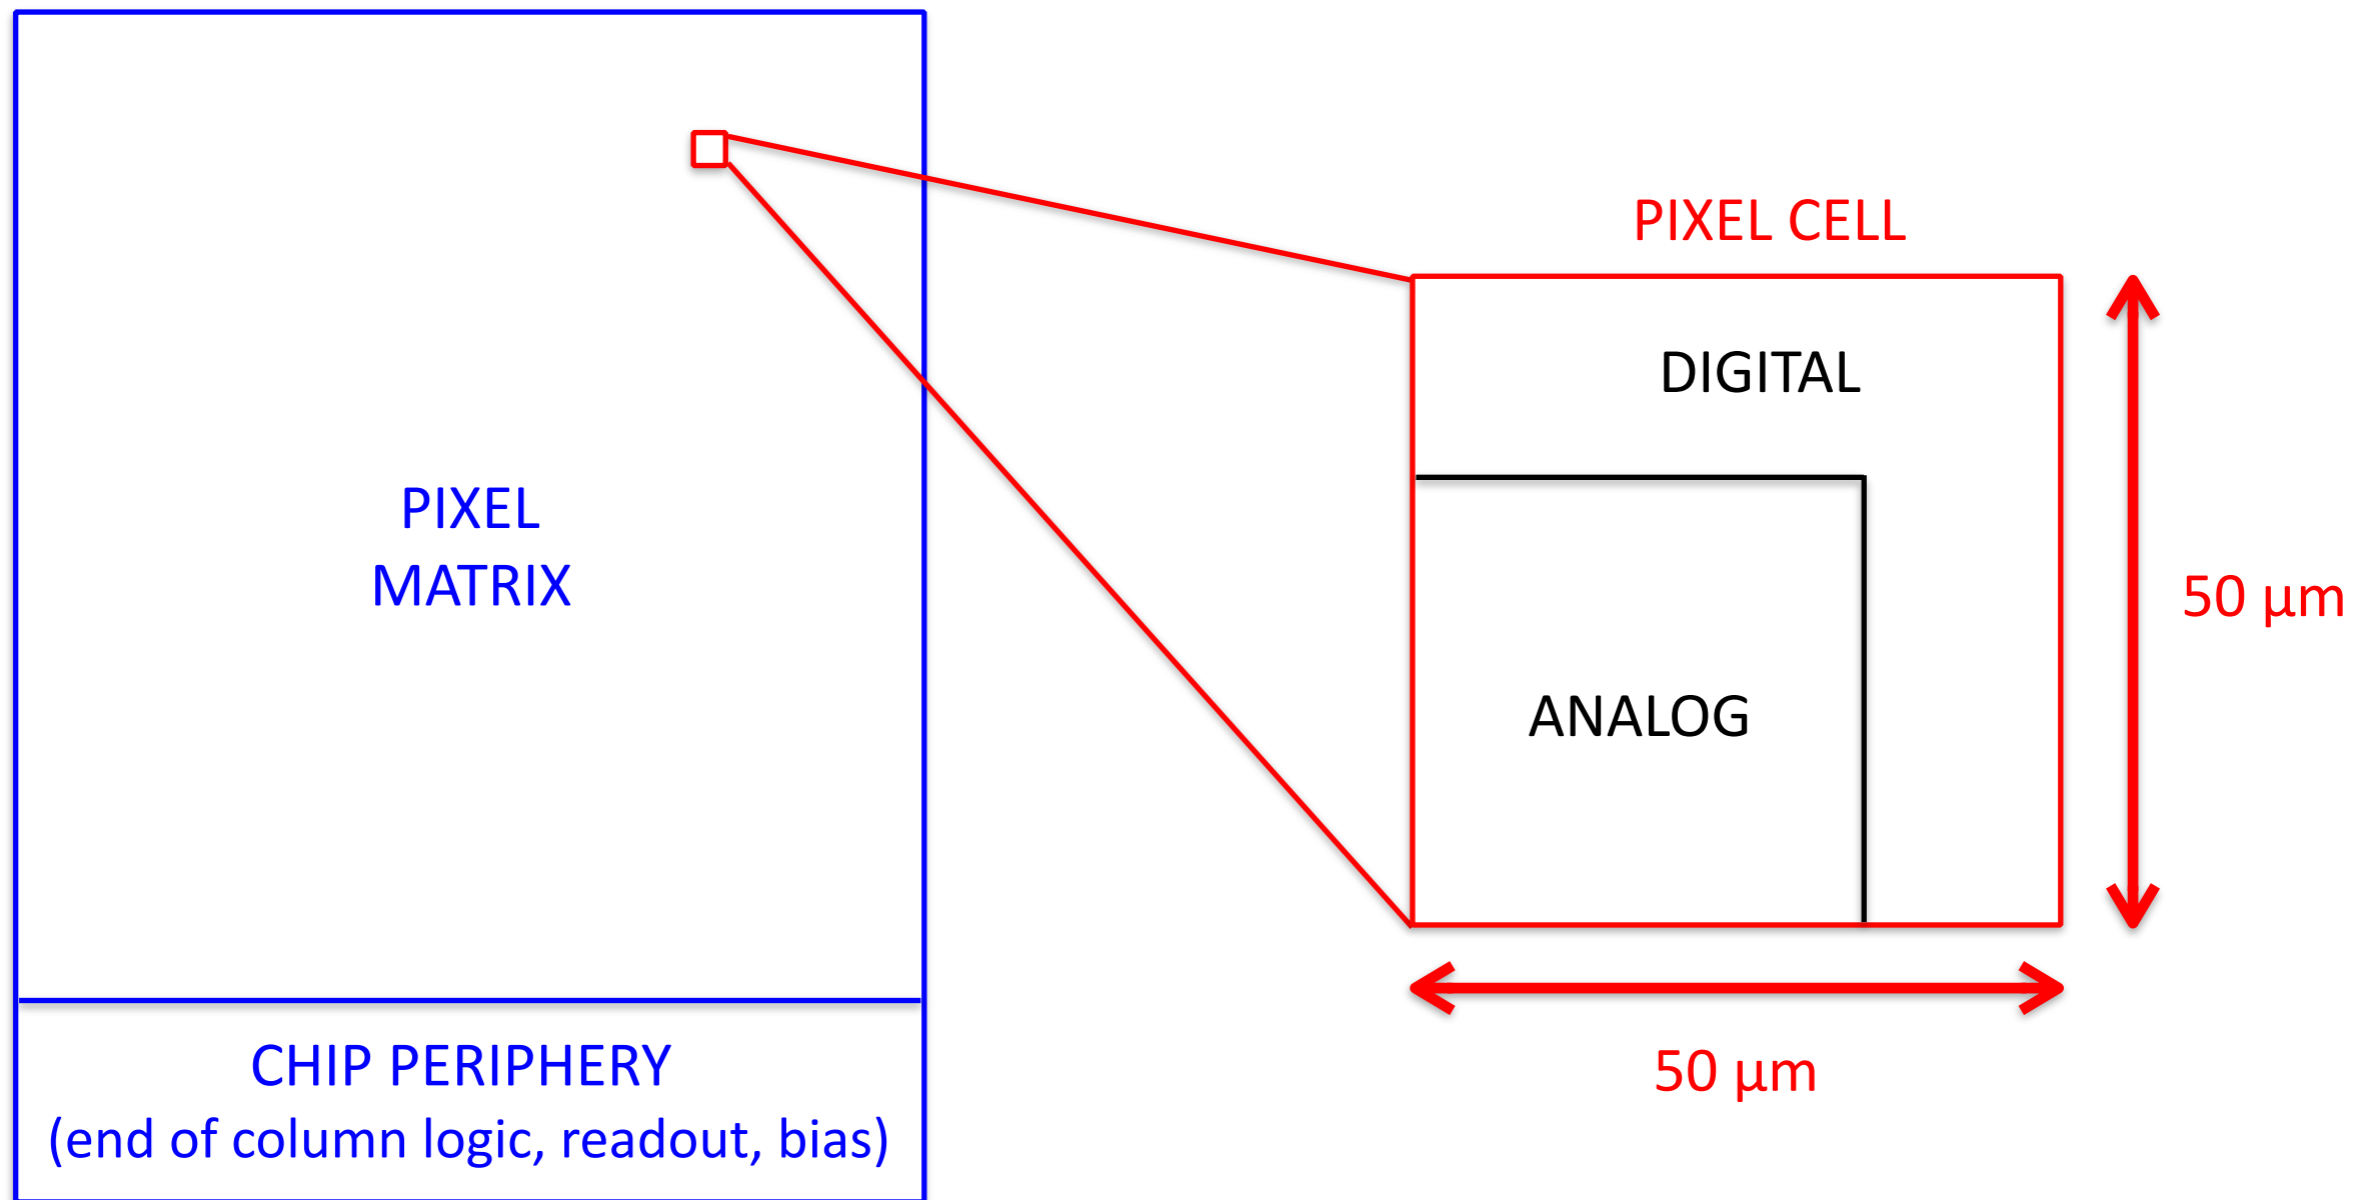 PIXEL
MATRIX
CHIP PERIPHERY
(end of column logic, readout, bias)
PIXEL CELL
DIGITAL
ANALOG
50 µm
50 µm